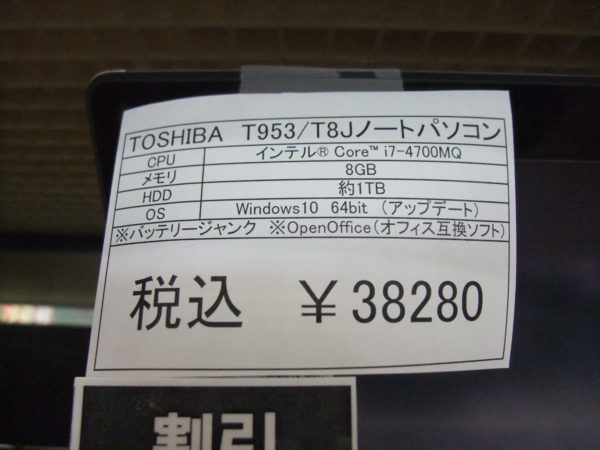 TOSHIBA T953/T8Jノートパソコン
CPU インテル® Core™ i7-4700MQ
メモリ 8GB
HDD 約1TB
OS Windows10 64bit (アップデート)
※バッテリージャンク ※OpenOffice(オフィス互換ソフト)
税込 ￥38280
割引